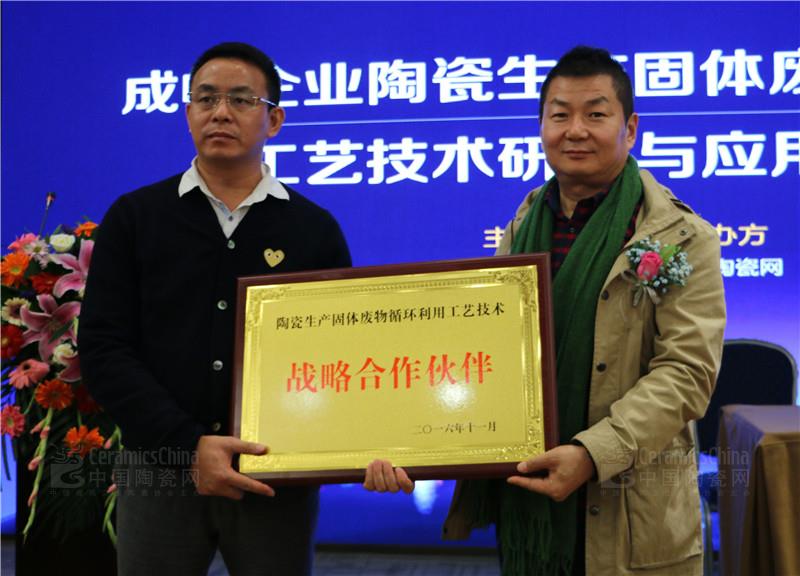 成
企业陶瓷生产固体废
工艺技术研
与应用
主
办方
陶瓷网
陶瓷生产固体废物循环利用工艺技术
战略合作伙伴
二〇一六年十一月
CeramicsChina
中国陶瓷网
CeramicsChina
中国陶瓷网